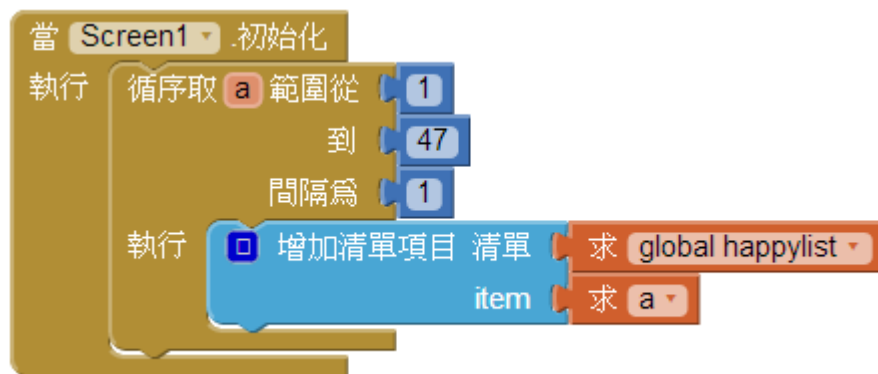 當 Screen1 .初始化
執行 循序取 a 範圍從 1
到 47
間隔為 1
執行 增加清單項目 清單 求 global happylist
item 求 a